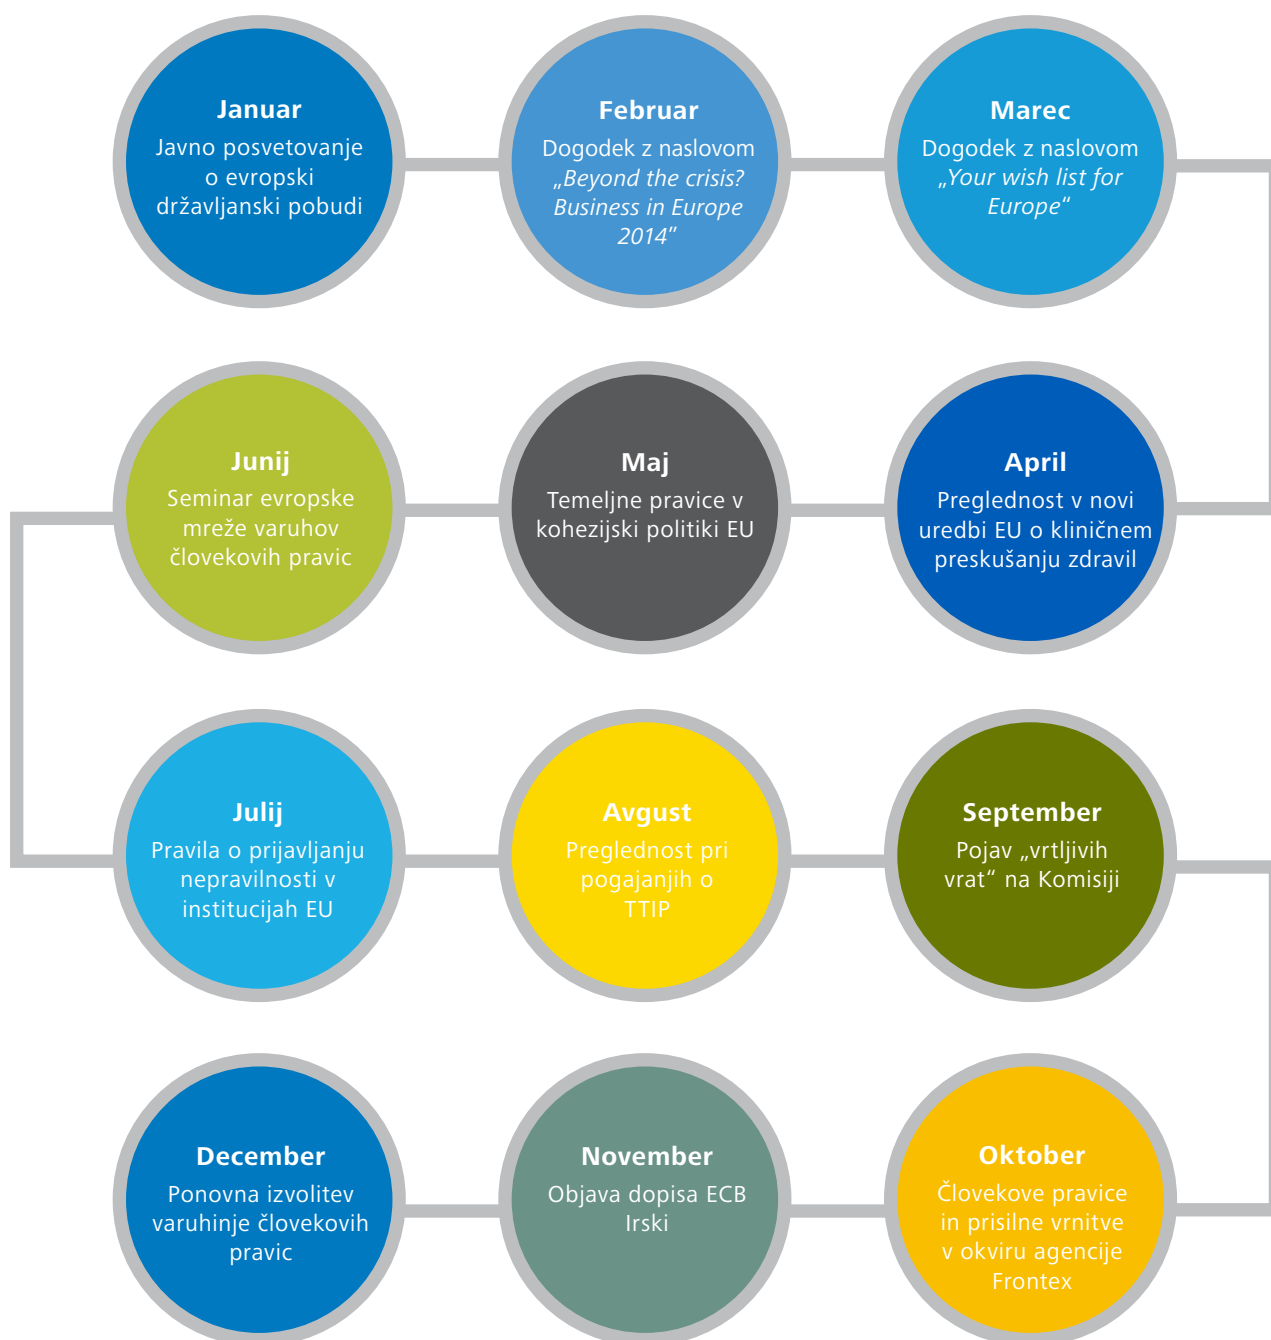 Januar
Javno posvetovanje
o evropski
državljanski pobudi
Februar
Dogodek z naslovom
„Beyond the crisis?
Business in Europe
2014”
Marec
Dogodek z naslovom
„Your wish list for
Europe“
April
Preglednost v novi
uredbi EU o kliničnem
preskušanju zdravil
Maj
Temeljne pravice v
kohezijski politiki EU
Junij
Seminar evropske
mreže varuhov
človekovih pravic
Julij
Pravila o prijavljanju
nepravilnosti v
institucijah EU
Avgust
Preglednost pri
pogajanjih o
TTIP
September
Pojav „vrtljivih
vrat“ na Komisiji
Oktober
Človekove pravice
in prisilne vrnitve
v okviru agencije
Frontex
November
Objava dopisa ECB
Irski
December
Ponovna izvolitev
varuhinje človekovih
pravic